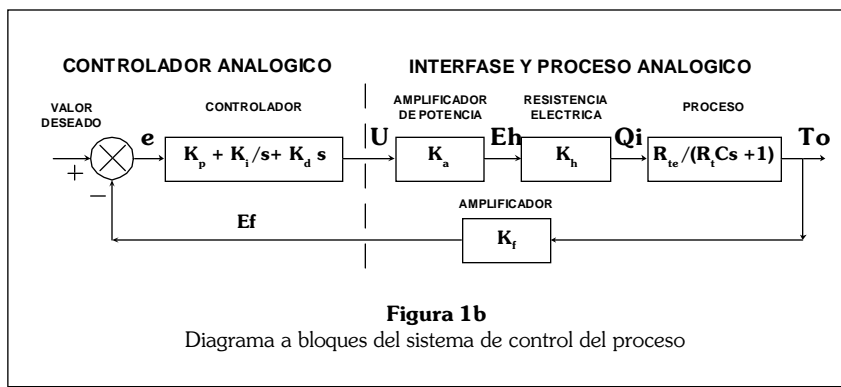 CONTROLADOR ANALOGICO
INTERFASE Y PROCESO ANALOGICO
VALOR
DESEADO
CONTROLADOR
AMPLIFICADOR
DE POTENCIA
RESISTENCIA
ELECTRICA
PROCESO
+
−
e
K_p + K_i/s+ K_d s
U
K_a
Eh
K_h
Qi
R_te/(R_tCs +1)
To
AMPLIFICADOR
K_f
Ef
Figura 1b
Diagrama a bloques del sistema de control del proceso